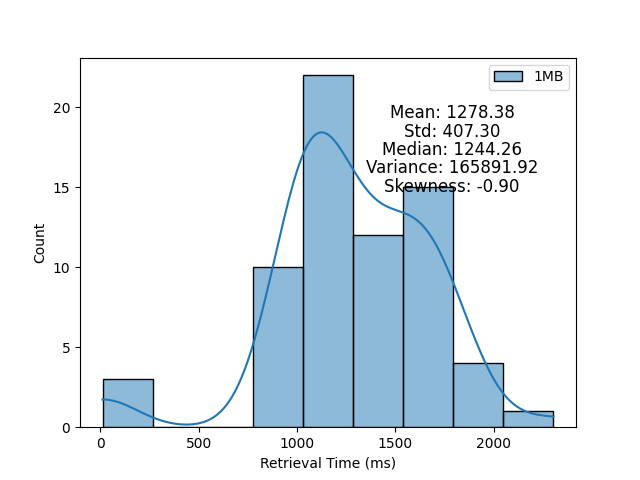 1MB
Mean: 1278.38
Std: 407.30
Median: 1244.26
Variance: 165891.92
Skewness: -0.90
20
15
10
5
0
Count
0 500 1000 1500 2000
Retrieval Time (ms)